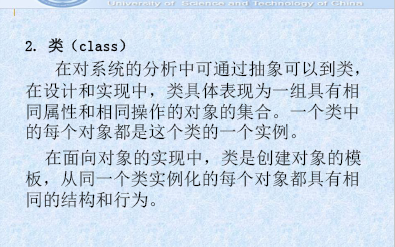 University of Science and Technology of China
2. 类（class）
在对系统的分析中可通过抽象可以到类，
在设计和实现中，类具体表现为一组具有相
同属性和相同操作的对象的集合。一个类中
的每个对象都是这个类的一个实例。
在面向对象的实现中，类是创建对象的模
板，从同一个类实例化的每个对象都具有相
同的结构和行为。